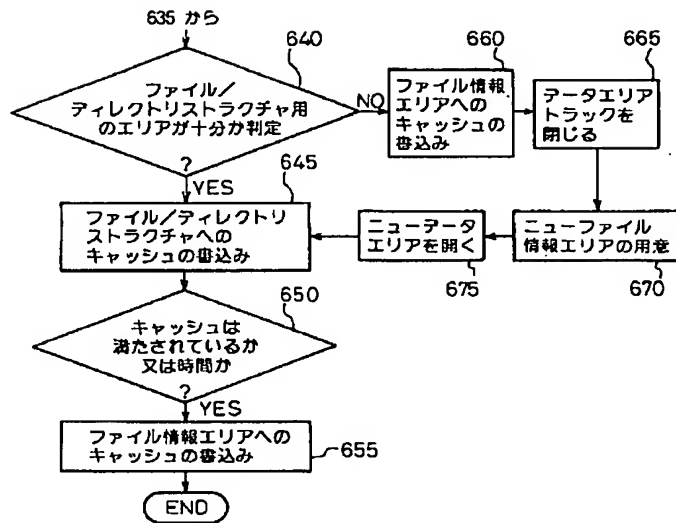 635 から
640
ファイル/
ディレクトリストラクチャ用
のエリアが十分か判定
?
NO
YES
660
ファイル情報
エリアへの
キャッシュの
書込み
665
データエリア
トラックを
閉じる
645
ファイル/ディレクトリ
ストラクチャへの
キャッシュの書込み
ニューデータ
エリアを開く
675
ニューファイル
情報エリアの用意
670
650
キャッシュは
満たされているか
又は時間か
?
YES
ファイル情報エリアへの
キャッシュの書込み
655
END